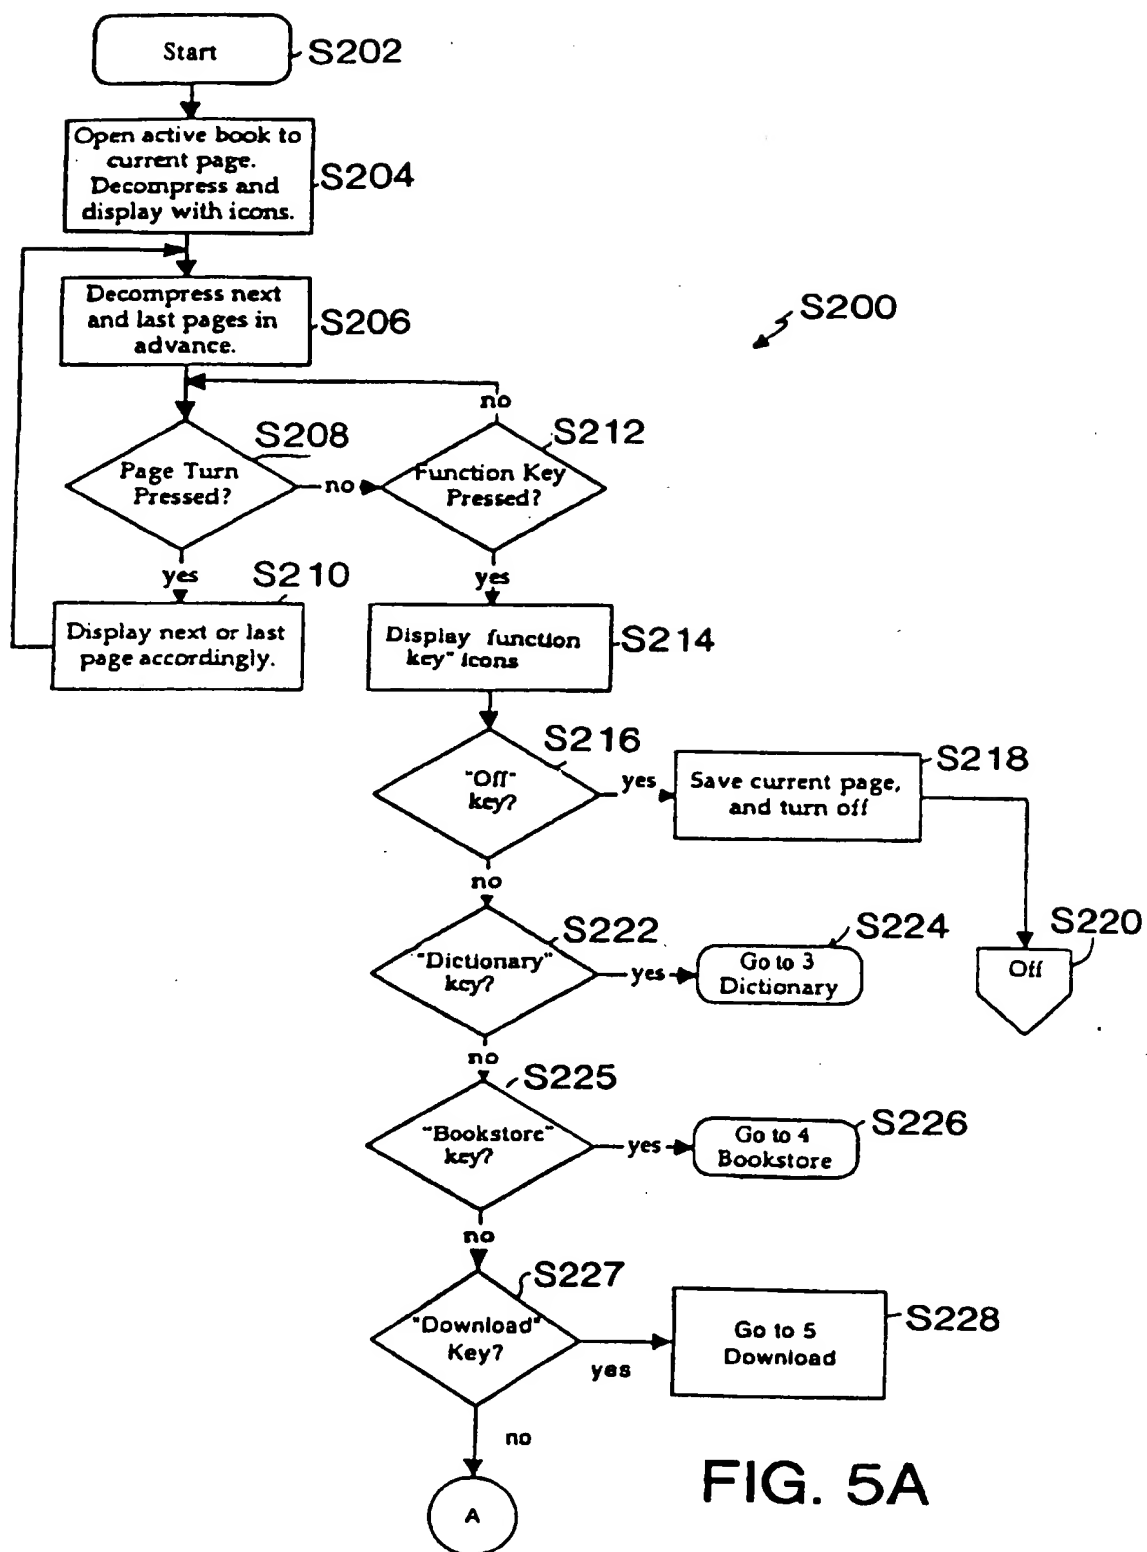 Start
S202
Open active book to
current page.
Decompress and
display with icons.
S204
Decompress next
and last pages in
advance.
S206
S200
no
Page Turn
Pressed?
S208
no
Function Key
Pressed?
S212
yes
yes
S210
Display next or last
page accordingly.
Display function
key" icons
S214
"Off"
key?
S216
yes
Save current page,
and turn off
S218
no
"Dictionary"
key?
S222
yes
Go to 3
Dictionary
S224
Off
S220
no
"Bookstore"
key?
S225
yes
Go to 4
Bookstore
S226
no
"Download"
Key?
S227
yes
Go to 5
Download
S228
no
A
FIG. 5A